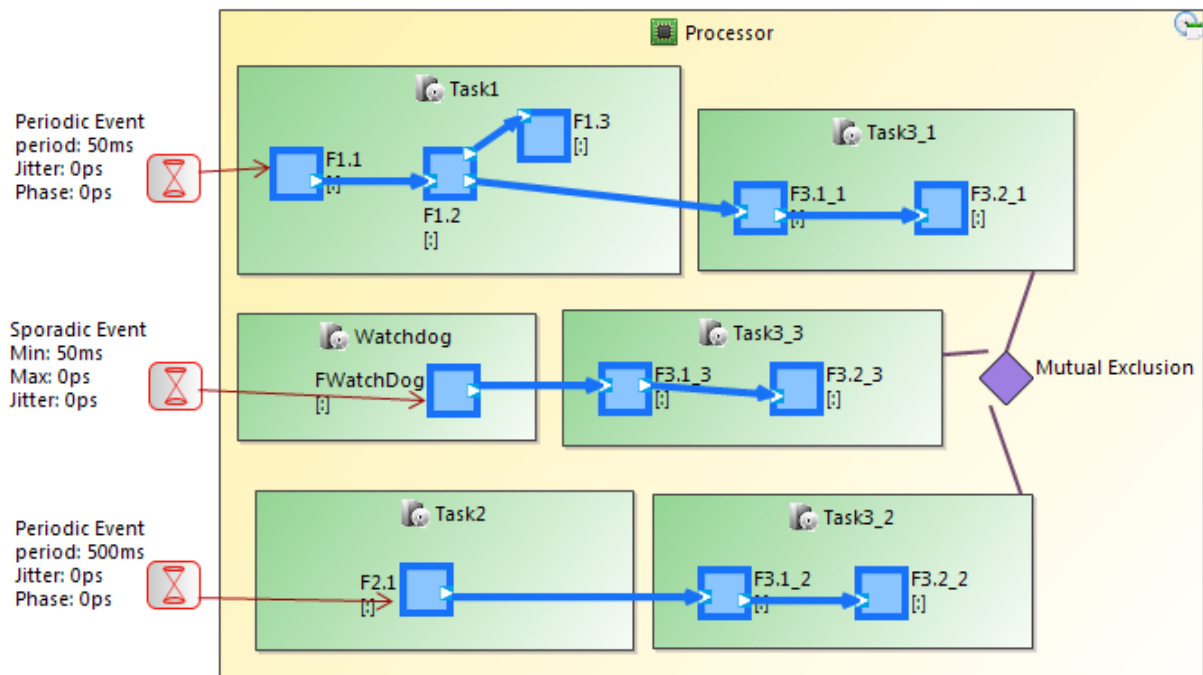 Processor
Task1
Periodic Event
period: 50ms
Jitter: 0ps
Phase: 0ps
F1.1
[:]
F1.2
[:]
F1.3
[:]
Task3_1
F3.1_1
[:]
F3.2_1
[:]
Sporadic Event
Min: 50ms
Max: 0ps
Jitter: 0ps
Watchdog
FWatchDog
[:]
Task3_3
F3.1_3
[:]
F3.2_3
[:]
Mutual Exclusion
Periodic Event
period: 500ms
Jitter: 0ps
Phase: 0ps
Task2
F2.1
[:]
Task3_2
F3.1_2
[:]
F3.2_2
[:]